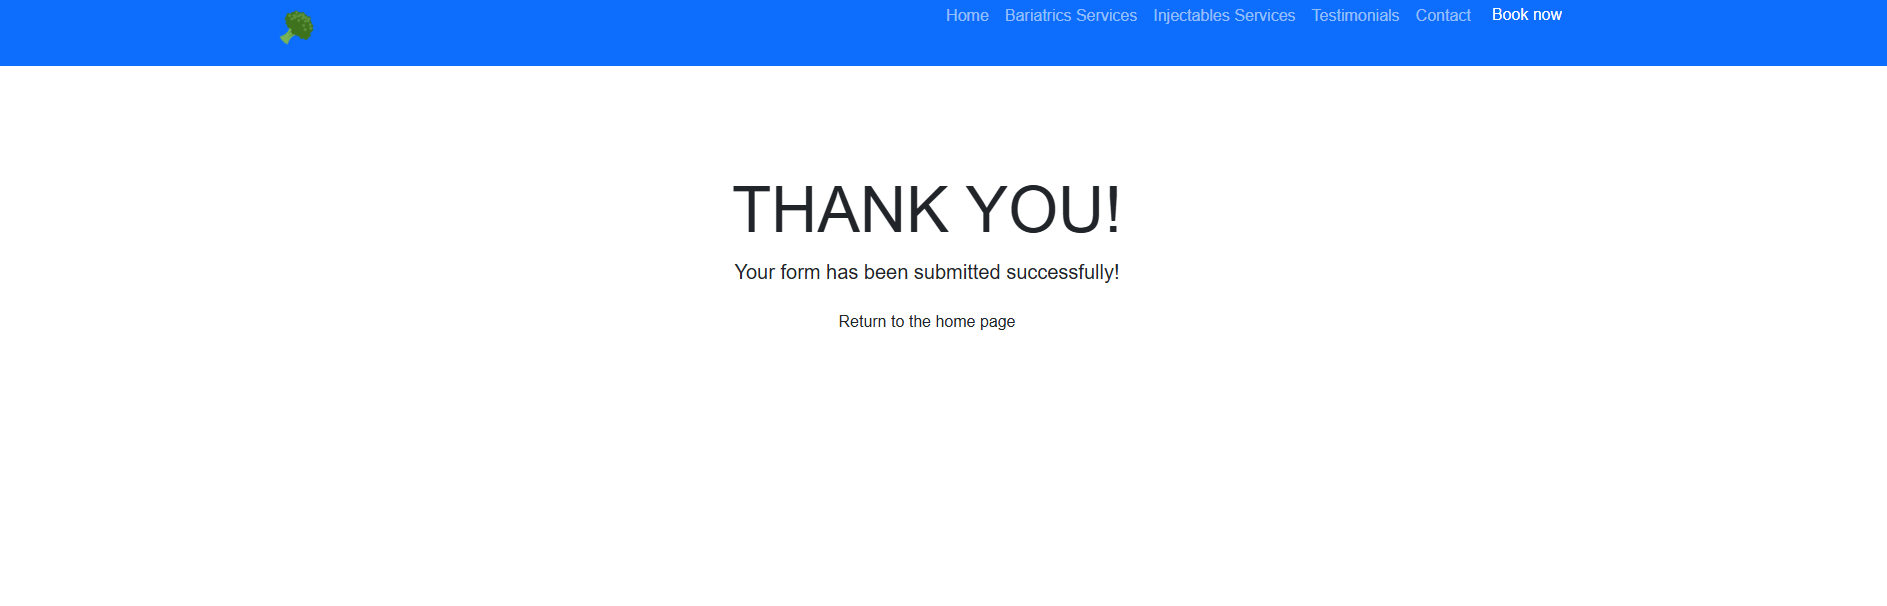 Home Bariatrics Services Injectables Services Testimonials Contact Book now
THANK YOU!
Your form has been submitted successfully!
Return to the home page